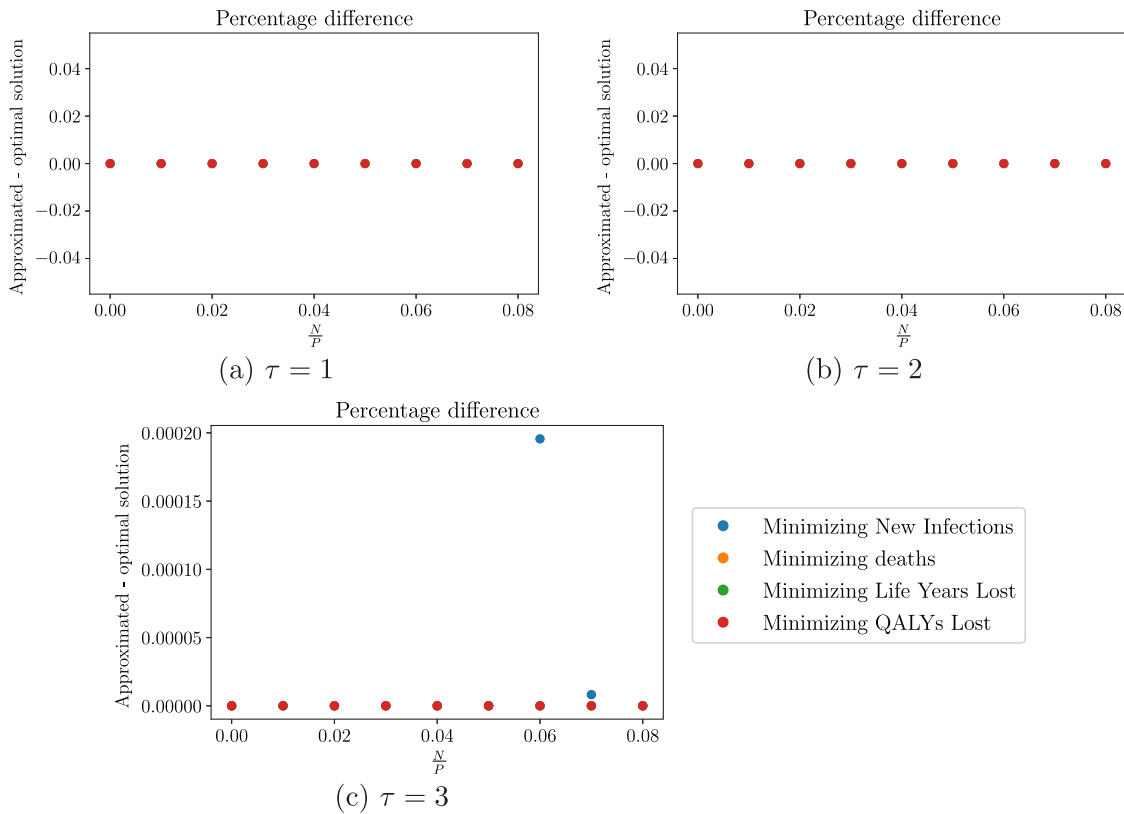 Percentage difference
Approximated - optimal solution
0.04
0.02
0.00
−0.02
−0.04
0.00 0.02 0.04 0.06 0.08
N/P
(a) τ = 1
Percentage difference
Approximated - optimal solution
0.04
0.02
0.00
−0.02
−0.04
0.00 0.02 0.04 0.06 0.08
N/P
(b) τ = 2
Percentage difference
Approximated - optimal solution
0.00020
0.00015
0.00010
0.00005
0.00000
0.00 0.02 0.04 0.06 0.08
N/P
(c) τ = 3
Minimizing New Infections
Minimizing deaths
Minimizing Life Years Lost
Minimizing QALYs Lost